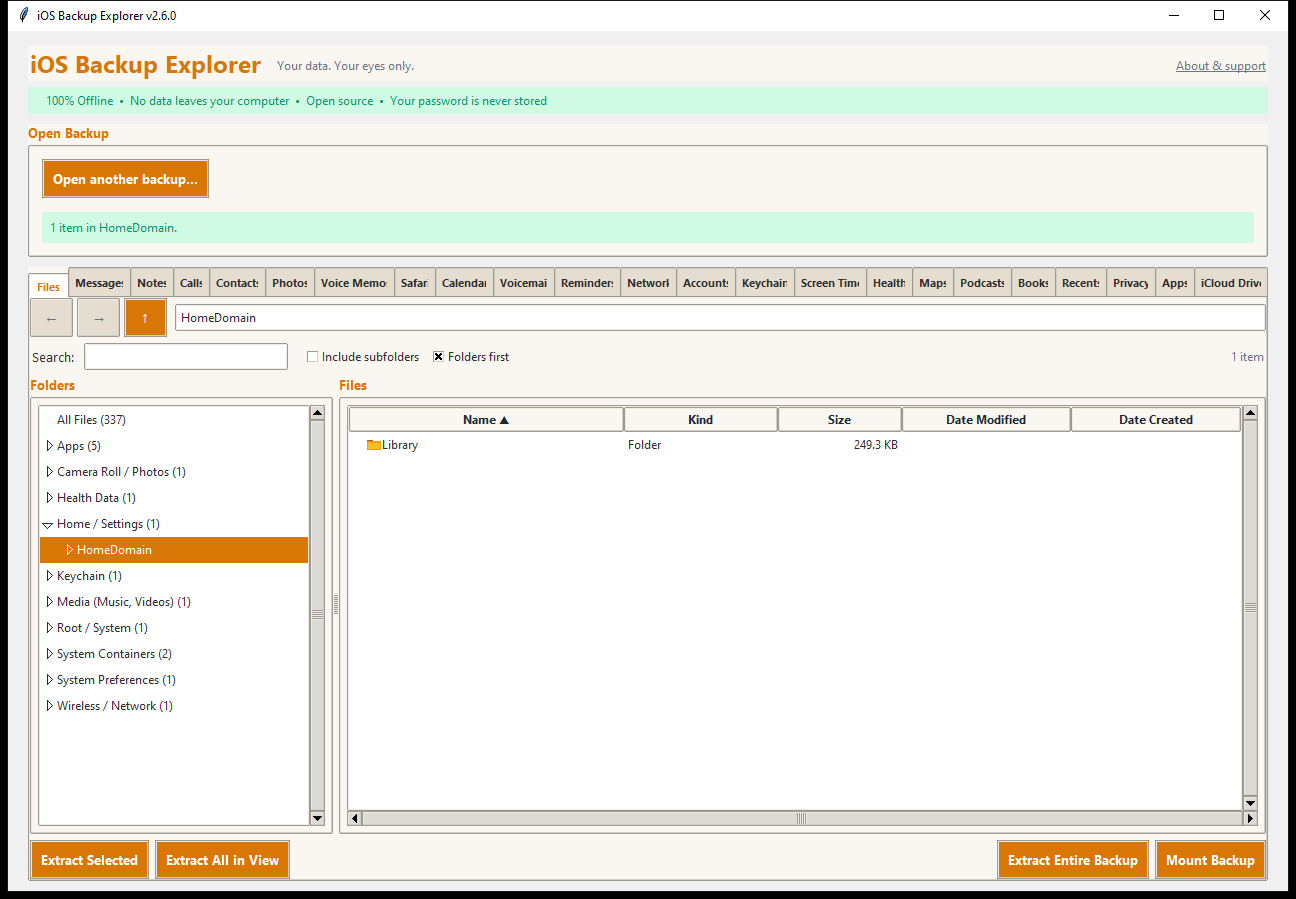 iOS Backup Explorer v2.6.0
iOS Backup Explorer Your data. Your eyes only. About & support
100% Offline • No data leaves your computer • Open source • Your password is never stored
Open Backup
Open another backup...
1 item in HomeDomain.
Files Messages Notes Calls Contacts Photos Voice Memo Safari Calendar Voicemai Reminders Network Accounts Keychain Screen Time Health Maps Podcasts Books Recents Privacy Apps iCloud Drive
← → ↑ HomeDomain
Search: Include subfolders Folders first 1 item
Folders Files
All Files (337) Name ▲ Kind Size Date Modified Date Created
Apps (5) Library Folder 249.3 KB
Camera Roll / Photos (1)
Health Data (1)
Home / Settings (1)
HomeDomain
Keychain (1)
Media (Music, Videos) (1)
Root / System (1)
System Containers (2)
System Preferences (1)
Wireless / Network (1)
Extract Selected Extract All in View Extract Entire Backup Mount Backup